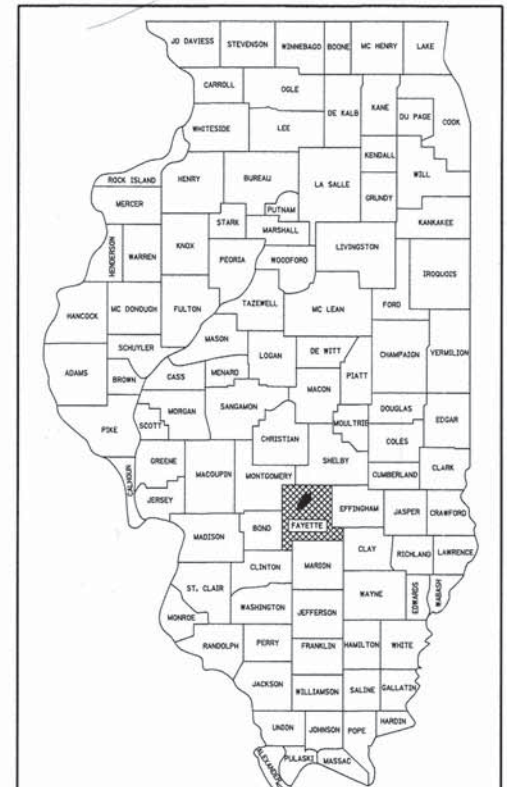 JO DAVIESS STEVENSON WINNEBAGO BOONE MC HENRY LAKE
CARROLL OGLE
DE KALB KANE DU PAGE COOK
WHITESIDE LEE
KENDALL WILL
ROCK ISLAND HENRY BUREAU LA SALLE GRUNDY
MERCER PUTNAM
STARK MARSHALL KANKAKEE
HENDERSON WARREN KNOX PEORIA WOODFORD LIVINGSTON IROQUOIS
HANCOCK MC DONOUGH FULTON TAZEWELL MC LEAN FORD
SCHUYLER MASON LOGAN DE WITT CHAMPAIGN VERMILION
ADAMS BROWN CASS MENARD MACON PIATT
PIKE SCOTT MORGAN SANGAMON CHRISTIAN MOULTRIE DOUGLAS EDGAR
COLES
GREENE MACOUPIN MONTGOMERY SHELBY CUMBERLAND CLARK
CALHOUN JERSEY
FAYETTE EFFINGHAM JASPER CRAWFORD
MADISON BOND
CLAY RICHLAND LAWRENCE
CLINTON MARION
ST. CLAIR WAYNE EDWARDS WABASH
WASHINGTON JEFFERSON
MONROE
RANDOLPH PERRY FRANKLIN HAMILTON WHITE
JACKSON WILLIAMSON SALINE GALLATIN
UNION JOHNSON POPE HARDIN
ALEXANDER PULASKI MASSAC